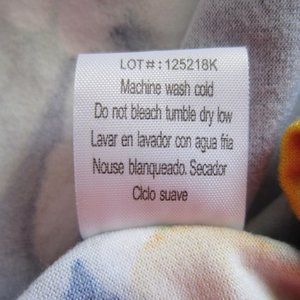 LOT#:125218K
Machine wash cold
Do not bleach tumble dry low
Lavar en lavador con agua fria
Nouse blanqueado. Secador
Ciclo suave